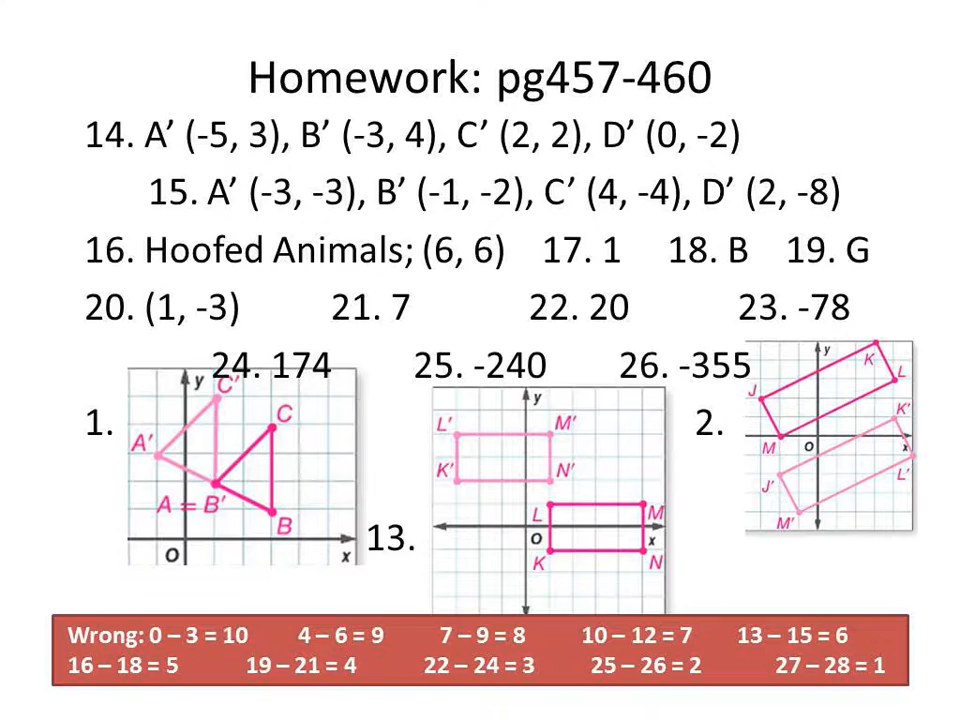 Homework: pg457-460
14. A’ (-5, 3), B’ (-3, 4), C’ (2, 2), D’ (0, -2)
15. A’ (-3, -3), B’ (-1, -2), C’ (4, -4), D’ (2, -8)
16. Hoofed Animals; (6, 6) 17. 1 18. B 19. G
20. (1, -3) 21. 7 22. 20 23. -78
24. 174 25. -240 26. -355
1.
y
C'
C
A'
A = B'
B
O
x
13.
y
L' M'
K' N'
L M
O x
K N
2.
y
K
L
J
K'
M O x
L'
J'
M'
Wrong: 0 – 3 = 10 4 – 6 = 9 7 – 9 = 8 10 – 12 = 7 13 – 15 = 6
16 – 18 = 5 19 – 21 = 4 22 – 24 = 3 25 – 26 = 2 27 – 28 = 1